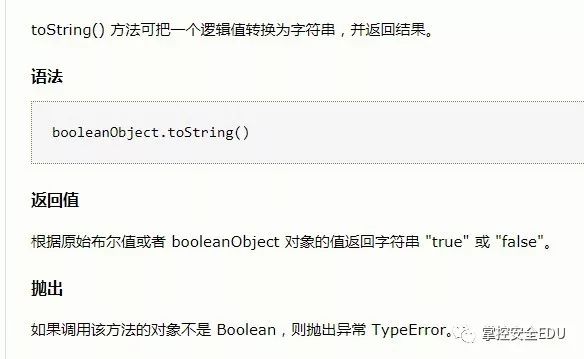 toString() 方法可把一个逻辑值转换为字符串，并返回结果。
语法
booleanObject.toString()
返回值
根据原始布尔值或者 booleanObject 对象的值返回字符串 "true" 或 "false"。
抛出
如果调用该方法的对象不是 Boolean，则抛出异常 TypeError。
掌控安全EDU